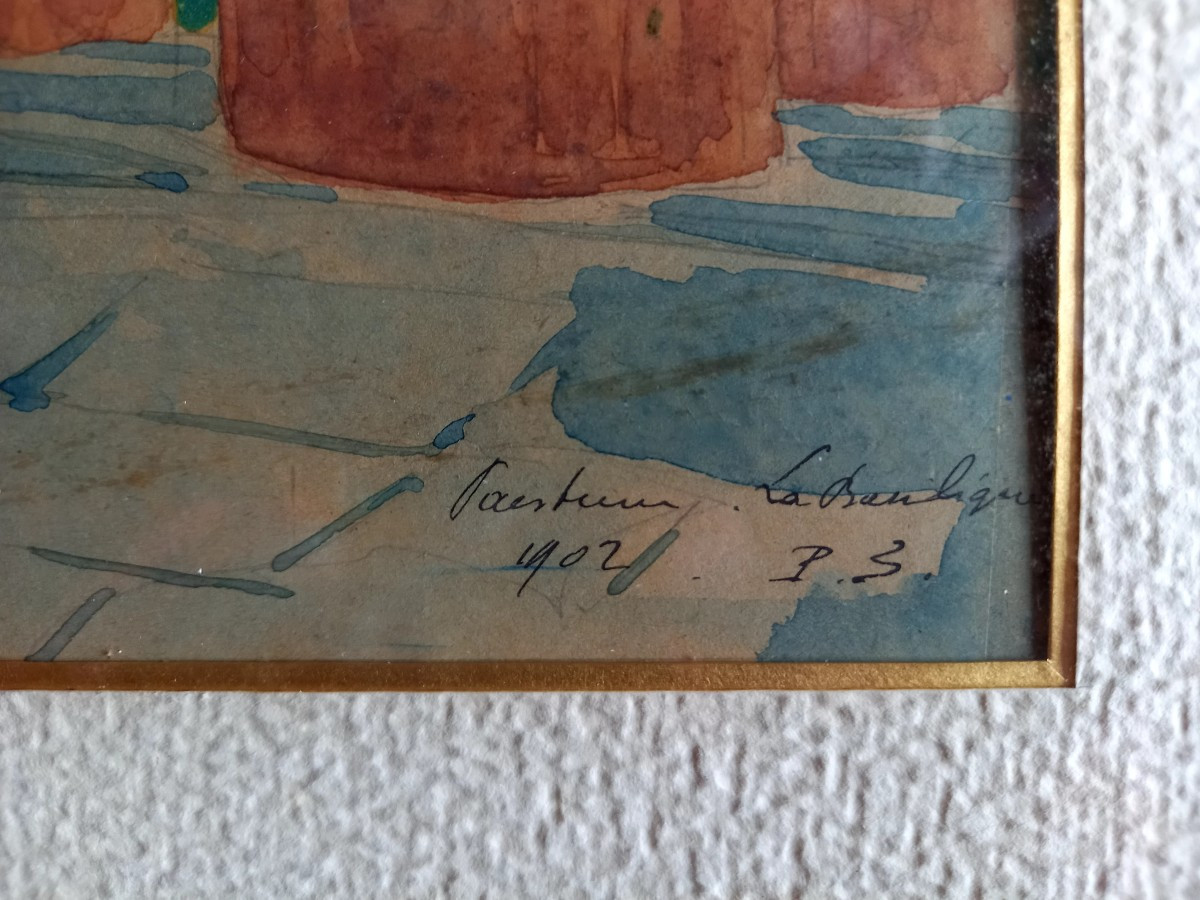 Paestum . La Basilique
1902 . P. S.